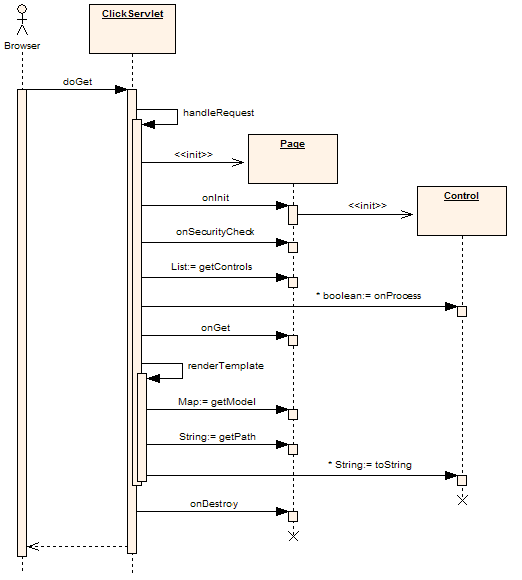 ClickServlet
Browser
doGet
handleRequest
<<init>>
Page
onInit
<<init>>
Control
onSecurityCheck
List:= getControls
* boolean:= onProcess
onGet
renderTemplate
Map:= getModel
String:= getPath
* String:= toString
onDestroy